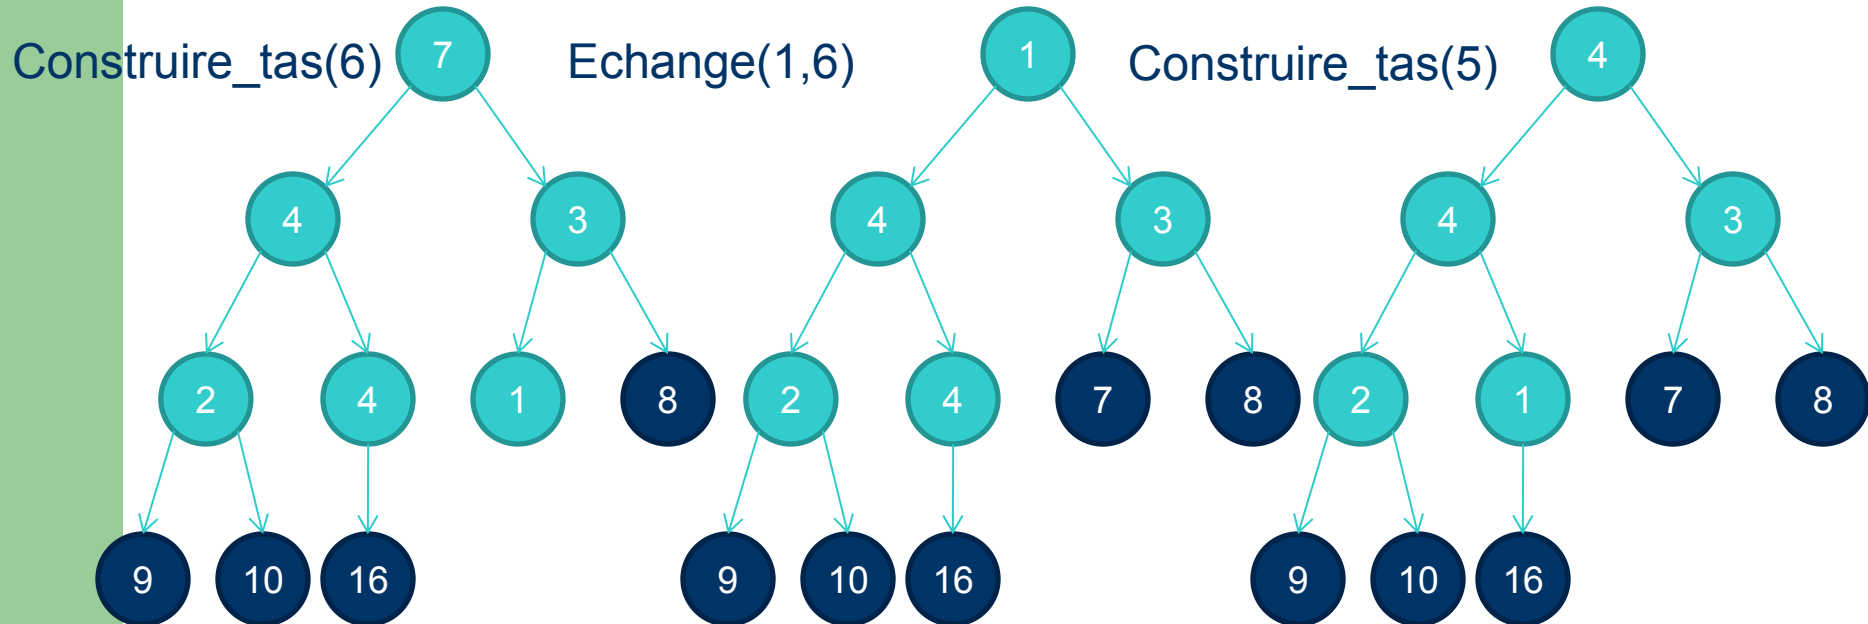 Construire_tas(6) 7 Echange(1,6) 1 Construire_tas(5) 4
4 3 4 3 4 3
2 4 1 8 2 4 7 8 2 1 7 8
9 10 16 9 10 16 9 10 16